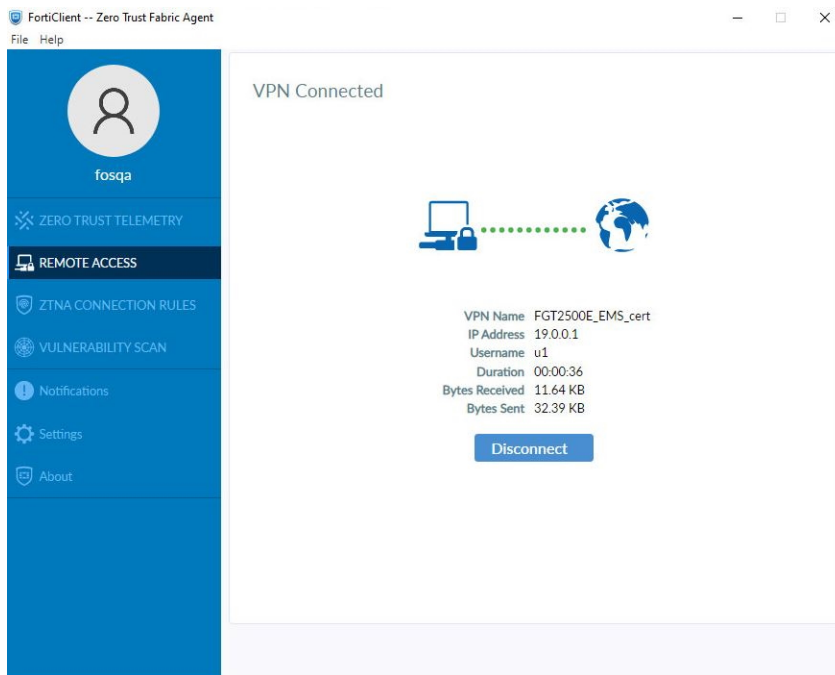 FortiClient -- Zero Trust Fabric Agent
File Help
fosqa
ZERO TRUST TELEMETRY
REMOTE ACCESS
ZTNA CONNECTION RULES
VULNERABILITY SCAN
Notifications
Settings
About
VPN Connected
VPN Name FGT2500E_EMS_cert
IP Address 19.0.0.1
Username u1
Duration 00:00:36
Bytes Received 11.64 KB
Bytes Sent 32.39 KB
Disconnect